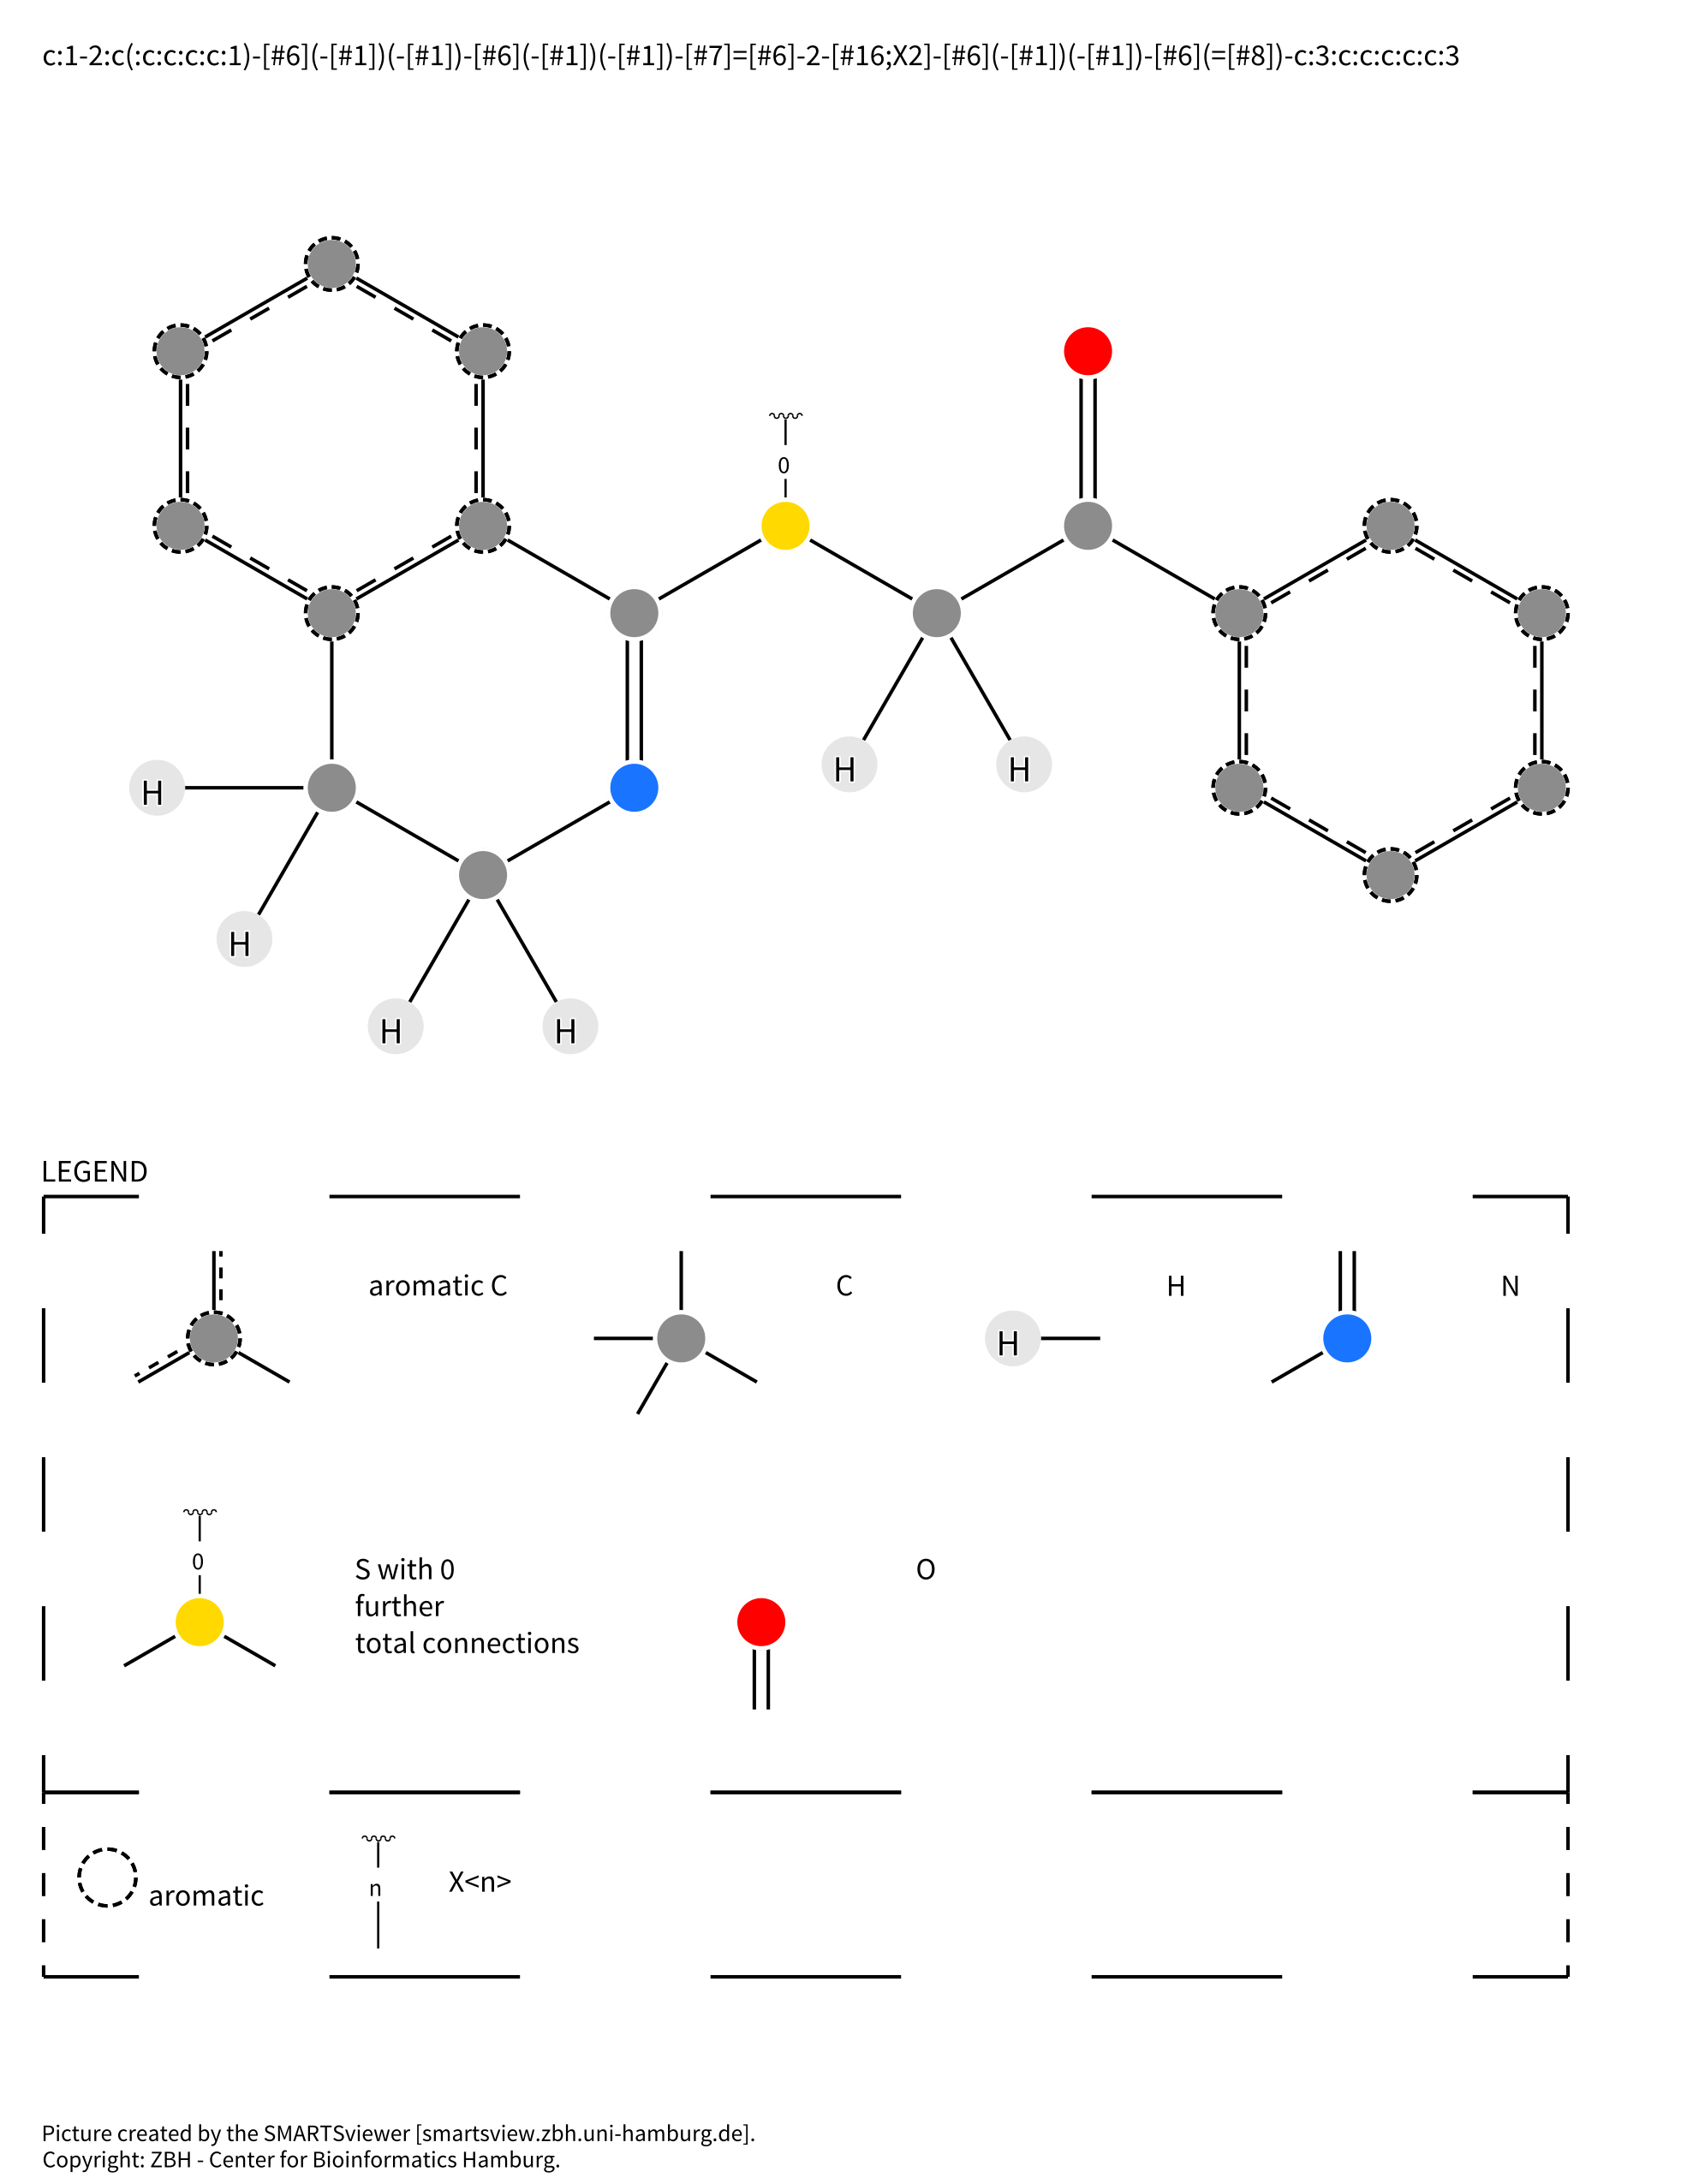 c:1-2:c(:c:c:c:c:1)-[#6](-[#1])(-[#1])-[#6](-[#1])(-[#1])-[#7]=[#6]-2-[#16;X2]-[#6](-[#1])(-[#1])-[#6](=[#8])-c:3:c:c:c:c:c:3
0
H
H
H
H
H
H
LEGEND
aromatic C
C
H
H
N
0
S with 0
further
total connections
O
aromatic
n
X<n>
Picture created by the SMARTSviewer [smartsview.zbh.uni-hamburg.de].
Copyright: ZBH - Center for Bioinformatics Hamburg.